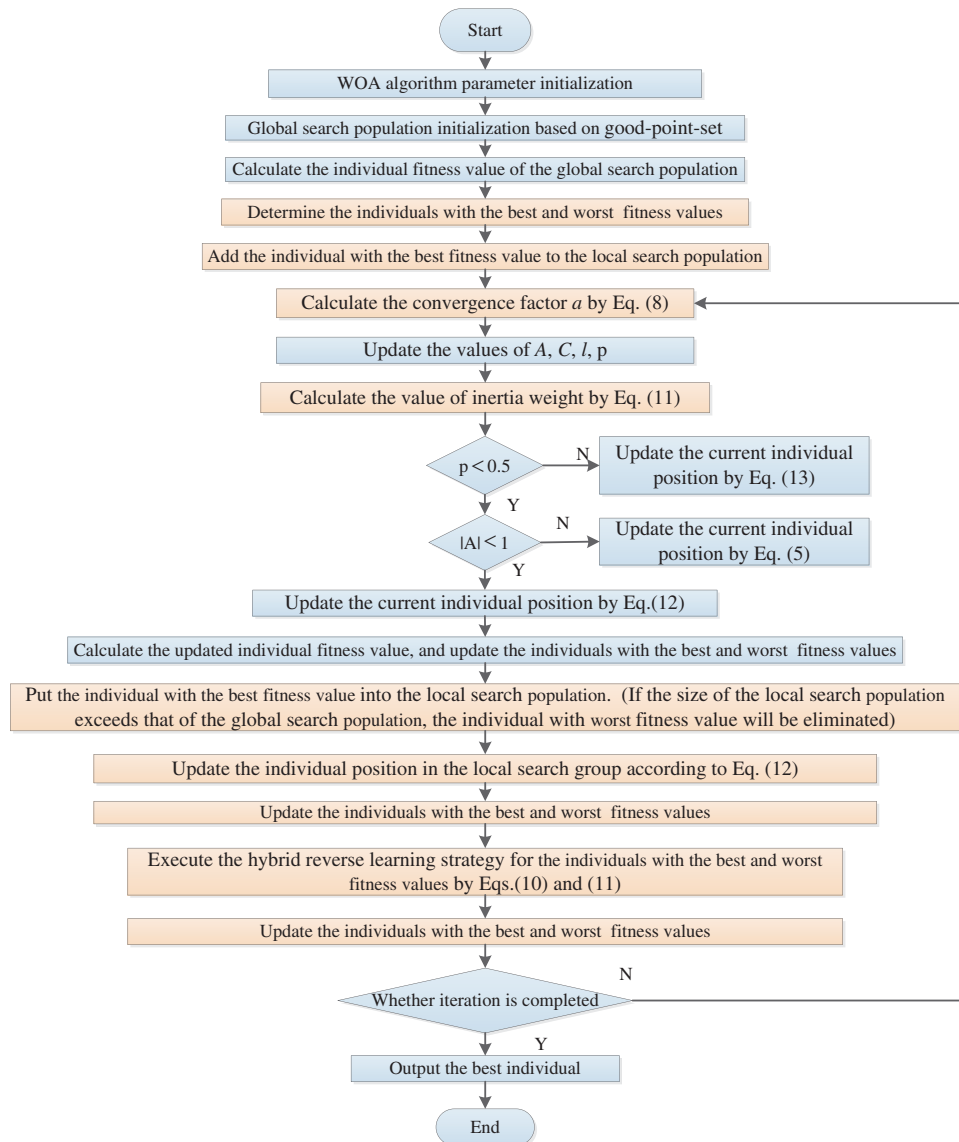 Start
WOA algorithm parameter initialization
Global search population initialization based on good-point-set
Calculate the individual fitness value of the global search population
Determine the individuals with the best and worst fitness values
Add the individual with the best fitness value to the local search population
Calculate the convergence factor a by Eq. (8)
Update the values of A, C, l, p
Calculate the value of inertia weight by Eq. (11)
p < 0.5
N
Update the current individual
position by Eq. (13)
Y
|A| < 1
N
Update the current individual
position by Eq. (5)
Y
Update the current individual position by Eq.(12)
Calculate the updated individual fitness value, and update the individuals with the best and worst fitness values
Put the individual with the best fitness value into the local search population. (If the size of the local search population
exceeds that of the global search population, the individual with worst fitness value will be eliminated)
Update the individual position in the local search group according to Eq. (12)
Update the individuals with the best and worst fitness values
Execute the hybrid reverse learning strategy for the individuals with the best and worst
fitness values by Eqs.(10) and (11)
Update the individuals with the best and worst fitness values
Whether iteration is completed
N
Y
Output the best individual
End